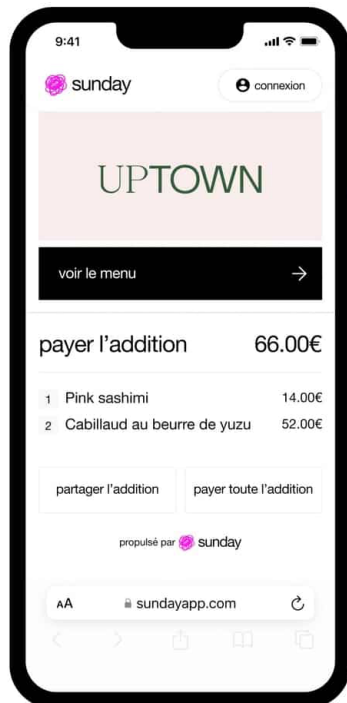 9:41
sunday
connexion
UPTOWN
voir le menu →
payer l’addition 66.00€
1 Pink sashimi 14.00€
2 Cabillaud au beurre de yuzu 52.00€
partager l’addition payer toute l’addition
propulsé par sunday
AA sundayapp.com